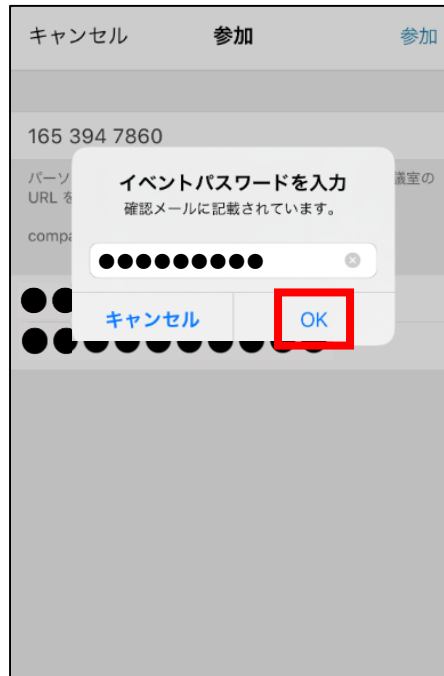 キャンセル 参加 参加
165 394 7860
パーソ 議室の
URL を
compa
イベントパスワードを入力
確認メールに記載されています。
●●●●●●●●●
キャンセル OK